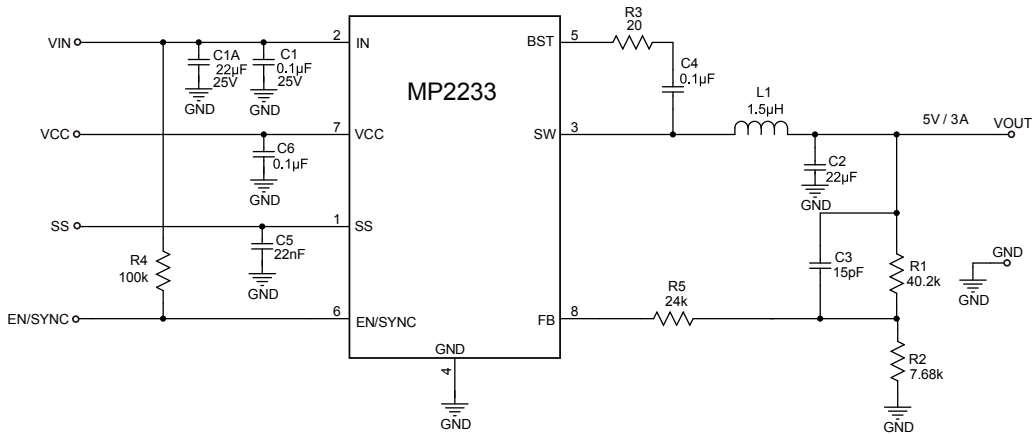 VIN
C1A
22µF
25V
GND
C1
0.1µF
25V
GND
2
IN
MP2233
BST
5
R3
20
C4
0.1µF
VCC
C6
0.1µF
GND
7
VCC
SW
3
L1
1.5µH
5V / 3A
VOUT
C2
22µF
GND
SS
C5
22nF
GND
1
SS
R4
100k
C3
15pF
R1
40.2k
GND
GND
EN/SYNC
6
EN/SYNC
FB
8
R5
24k
GND
4
GND
R2
7.68k
GND